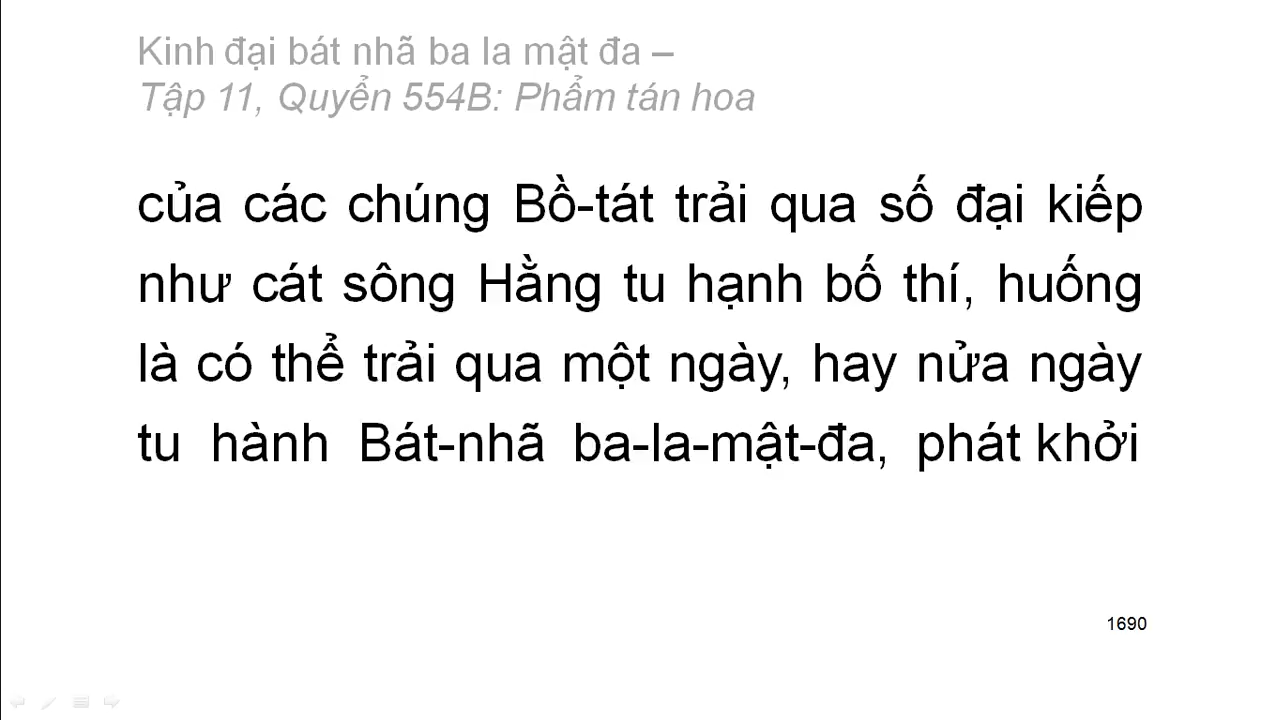 Kinh đại bát nhã ba la mật đa –
Tập 11, Quyển 554B: Phẩm tán hoa
của các chúng Bồ-tát trải qua số đại kiếp
như cát sông Hằng tu hạnh bố thí, huống
là có thể trải qua một ngày, hay nửa ngày
tu hành Bát-nhã ba-la-mật-đa, phát khởi
1690